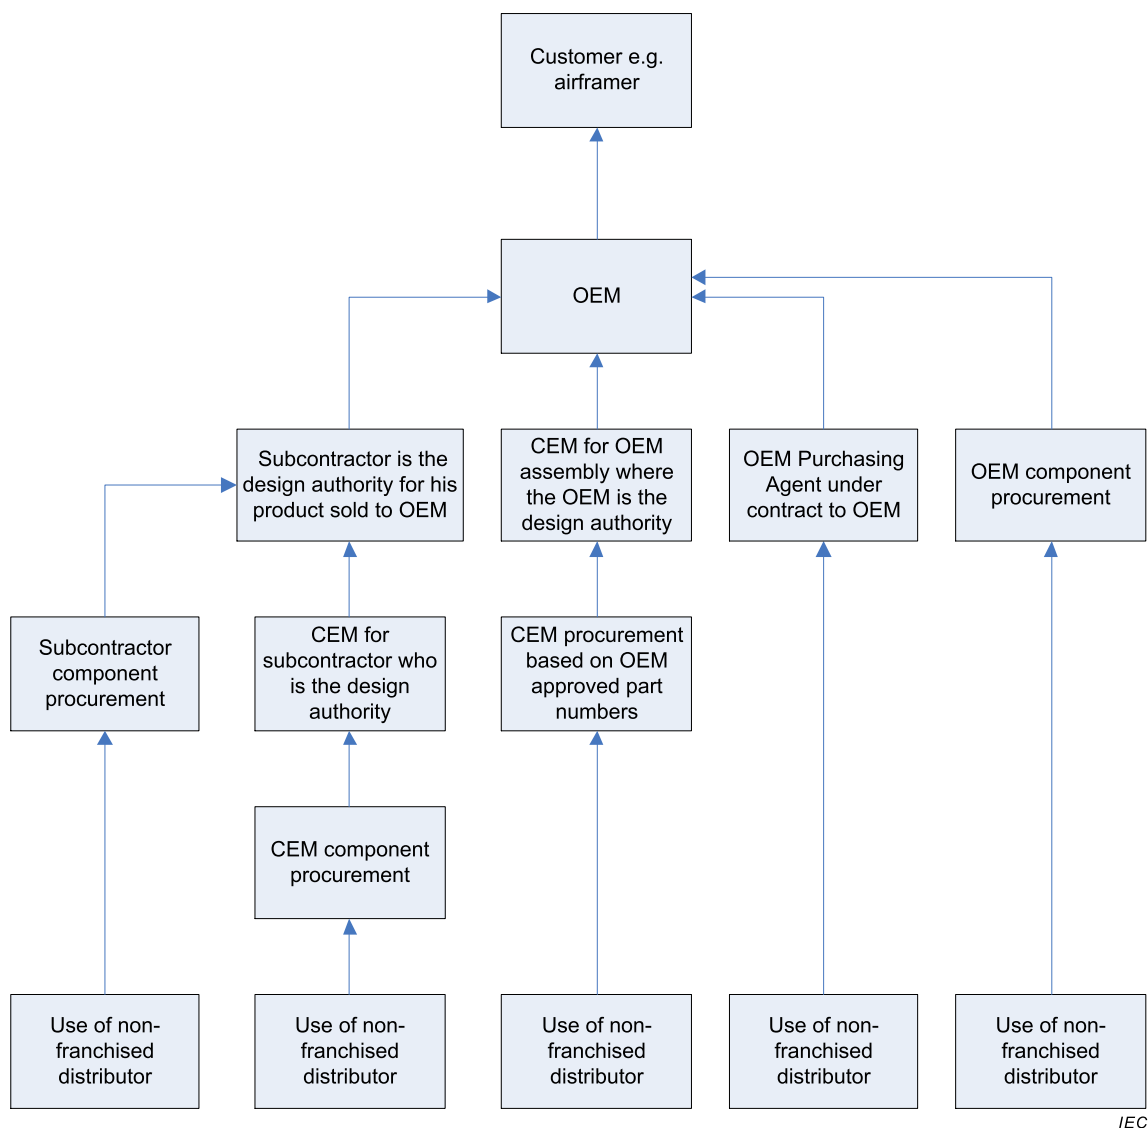 Customer e.g.
airframer
OEM
Subcontractor is the
design authority for his
product sold to OEM
CEM for OEM
assembly where
the OEM is the
design authority
OEM Purchasing
Agent under
contract to OEM
OEM component
procurement
Subcontractor
component
procurement
CEM for
subcontractor who
is the design
authority
CEM procurement
based on OEM
approved part
numbers
CEM component
procurement
Use of non-
franchised
distributor
Use of non-
franchised
distributor
Use of non-
franchised
distributor
Use of non-
franchised
distributor
Use of non-
franchised
distributor
IEC